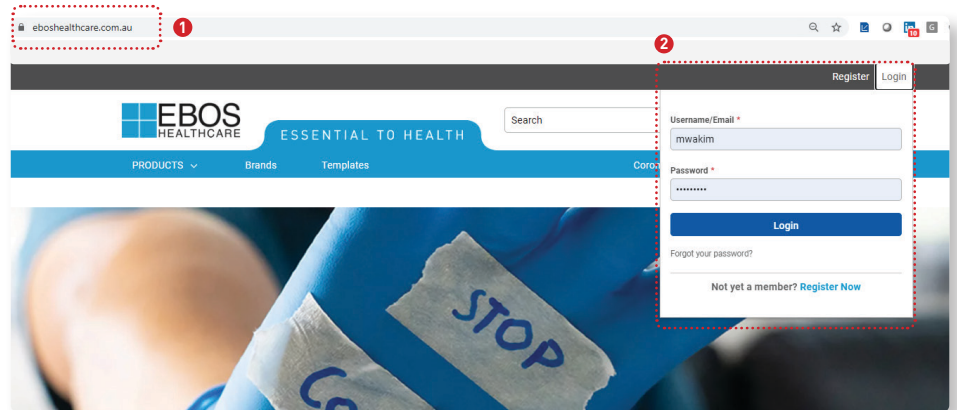 eboshealthcare.com.au
1
2
10
G
Register Login
EBOS
HEALTHCARE
ESSENTIAL TO HEALTH
Search
PRODUCTS Brands Templates
Username/Email *
mwakim
Password *
•••••••••
Login
Forgot your password?
Not yet a member? Register Now
STOP